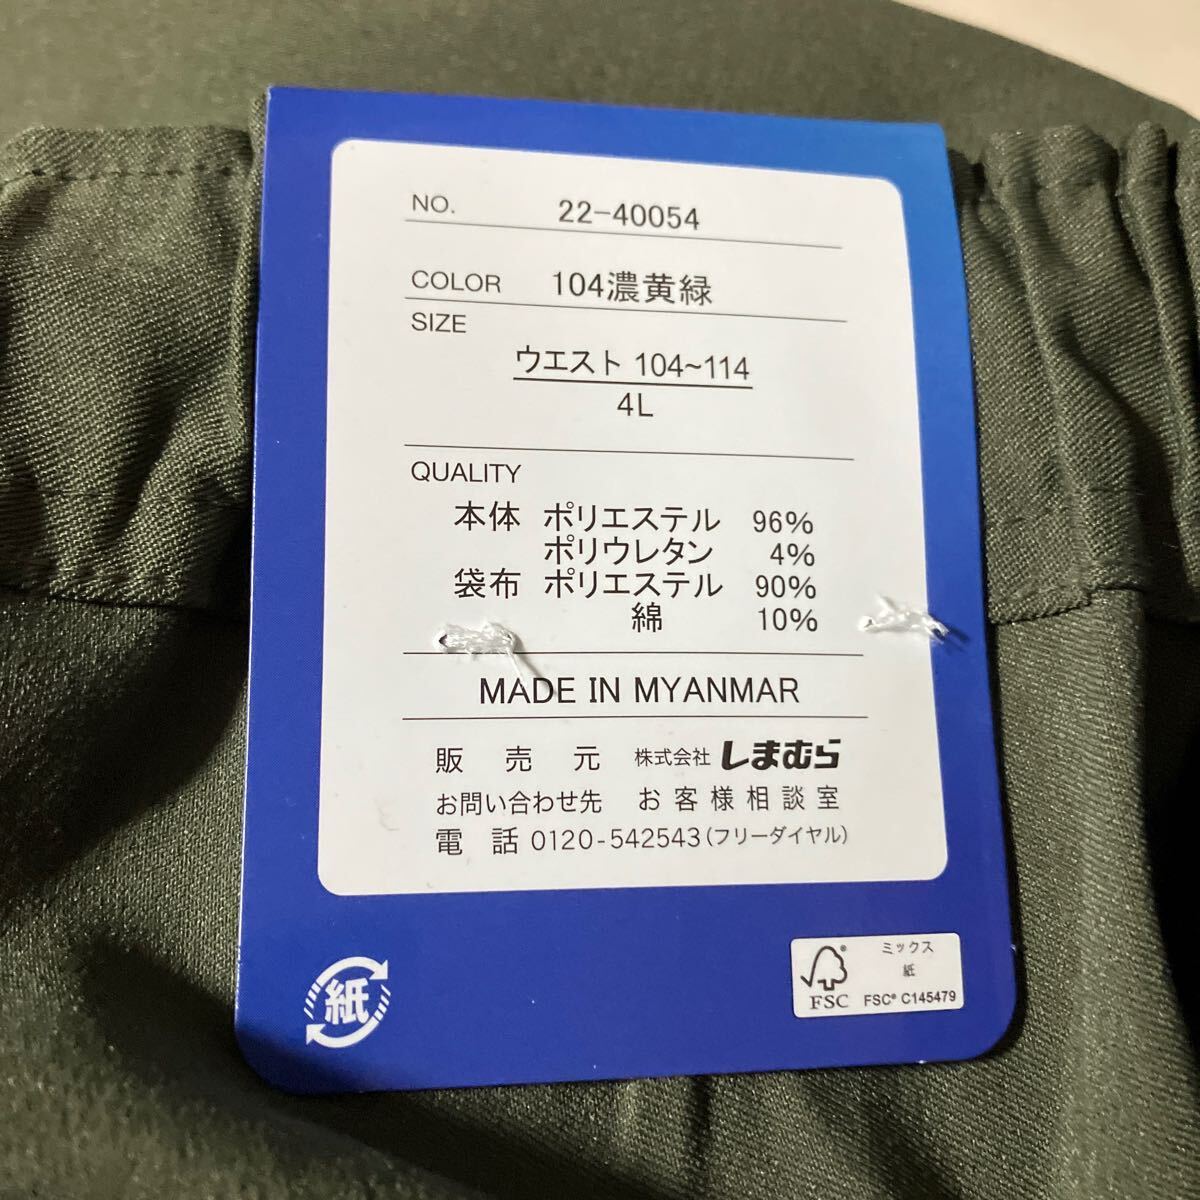 NO. 22-40054
COLOR 104濃黄緑
SIZE
ウエスト 104~114
4L
QUALITY
本体 ポリエステル 96%
ポリウレタン 4%
袋布 ポリエステル 90%
綿 10%
MADE IN MYANMAR
販売元 株式会社 しまむら
お問い合わせ先 お客様相談室
電話 0120-542543(フリーダイヤル)
紙
ミックス
紙
FSC FSC® C145479